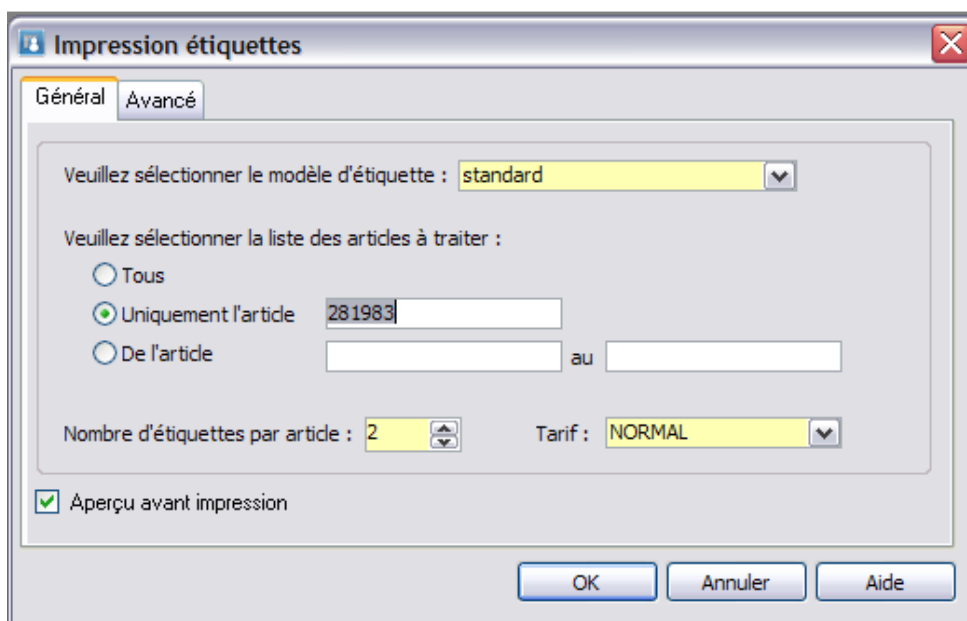 Impression étiquettes
Général Avancé
Veuillez sélectionner le modèle d'étiquette : standard
Veuillez sélectionner la liste des articles à traiter :
Tous
Uniquement l'article 281983
De l'article au
Nombre d'étiquettes par article : 2 Tarif : NORMAL
Aperçu avant impression
OK Annuler Aide